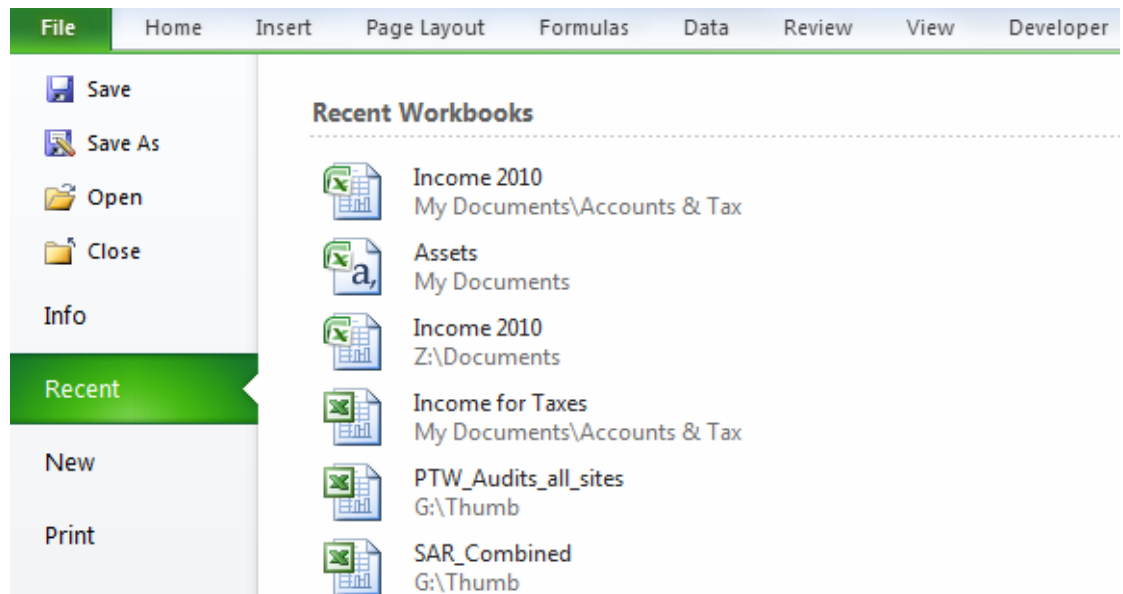 File Home Insert Page Layout Formulas Data Review View Developer
Save
Save As
Open
Close
Info
Recent
New
Print
Recent Workbooks
Income 2010
My Documents\Accounts & Tax
Assets
My Documents
Income 2010
Z:\Documents
Income for Taxes
My Documents\Accounts & Tax
PTW_Audits_all_sites
G:\Thumb
SAR_Combined
G:\Thumb